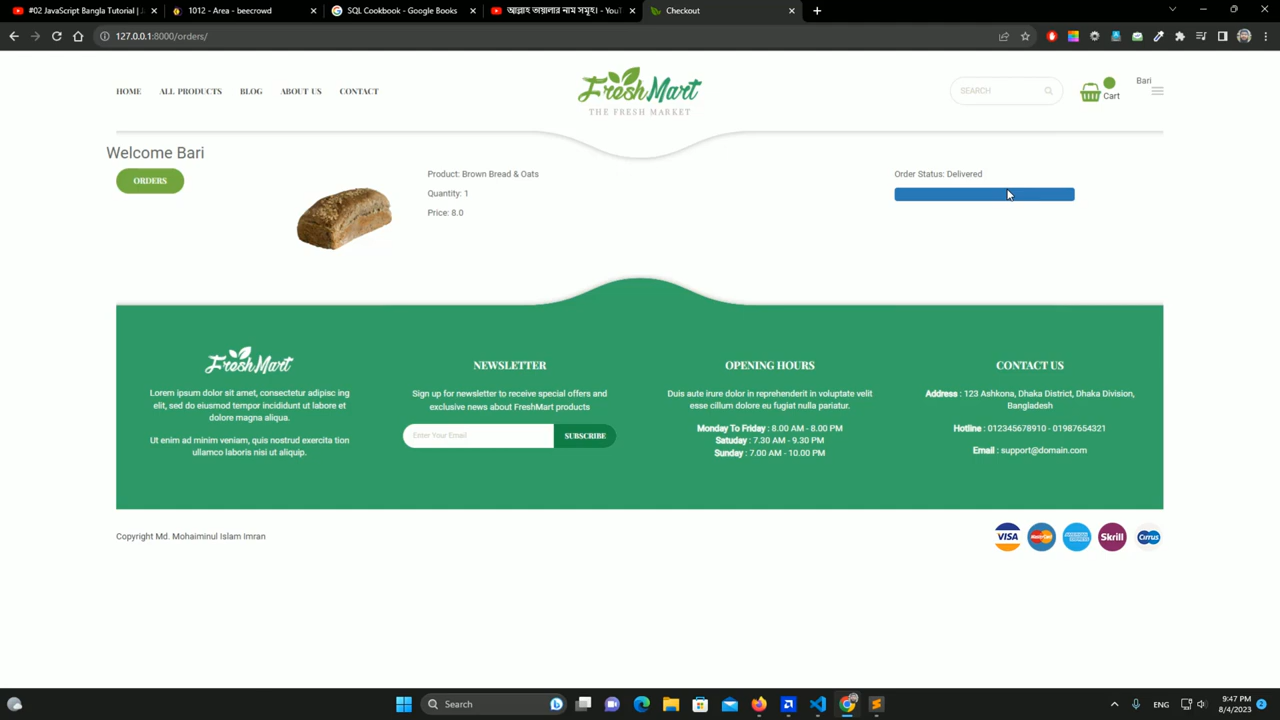 #02 JavaScript Bangla Tutorial | J
1012 - Area - beecrowd
SQL Cookbook - Google Books
আল্লাহ তায়ালার নাম সমূহ। - YouT
Checkout
127.0.0.1:8000/orders/
HOME
ALL PRODUCTS
BLOG
ABOUT US
CONTACT
FreshMart
THE FRESH MARKET
SEARCH
Cart
Bari
Welcome Bari
ORDERS
Product: Brown Bread & Oats
Quantity: 1
Price: 8.0
Order Status: Delivered
FreshMart
Lorem ipsum dolor sit amet, consectetur adipisc ing
elit, sed do eiusmod tempor incididunt ut labore et
dolore magna aliqua.
Ut enim ad minim veniam, quis nostrud exercita tion
ullamco laboris nisi ut aliquip.
NEWSLETTER
Sign up for newsletter to receive special offers and
exclusive news about FreshMart products
Enter Your Email
SUBSCRIBE
OPENING HOURS
Duis aute irure dolor in reprehenderit in voluptate velit
esse cillum dolore eu fugiat nulla pariatur.
Monday To Friday : 8.00 AM - 8.00 PM
Satuday : 7.30 AM - 9.30 PM
Sunday : 7.00 AM - 10.00 PM
CONTACT US
Address : 123 Ashkona, Dhaka District, Dhaka Division,
Bangladesh
Hotline : 012345678910 - 01987654321
Email : support@domain.com
Copyright Md. Mohaiminul Islam Imran
VISA
MasterCard
Skrill
Cirrus
Search
ENG
9:47 PM
8/4/2023
2